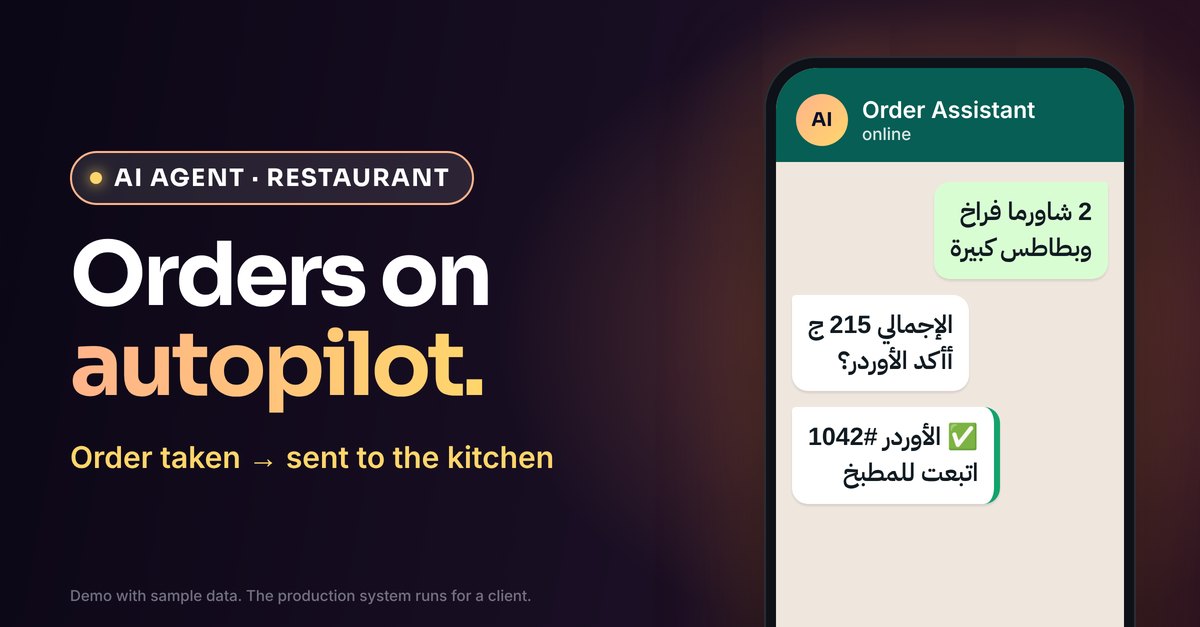 AI AGENT · RESTAURANT
Orders on
autopilot.
Order taken → sent to the kitchen
Demo with sample data. The production system runs for a client.
AI
Order Assistant
online
2 شاورما فراخ
وبطاطس كبيرة
الإجمالي 215 ج
أأكد الأوردر؟
✅ الأوردر #1042
اتبعت للمطبخ